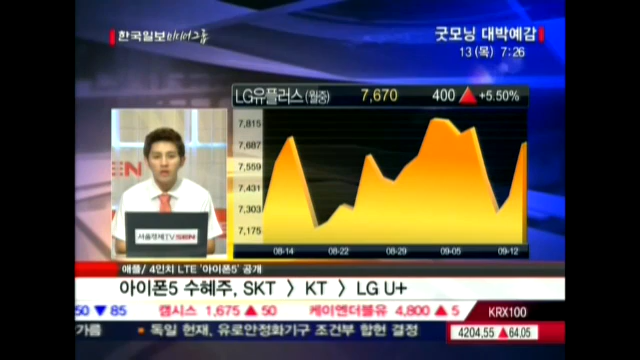 한국일보 미디어그룹
굿모닝 대박예감
13 (목) 7:26
LG유플러스 (월중) 7,670 400 ▲ +5.50%
7,815
7,687
7,559
7,431
7,303
7,175
08-14 08-22 08-29 09-05 09-12
SEN
서울경제TV SEN
애플/ 4인치 LTE '아이폰5' 공개
아이폰5 수혜주, SKT 〉 KT 〉 LG U+
50 ▼ 85 캠시스 1,675 ▲ 50 케이엔더블유 4,800 ▲ 5 KRX100
가름 독일 헌재, 유로안정화기구 조건부 합헌 결정 4204.55 ▲ 64.05